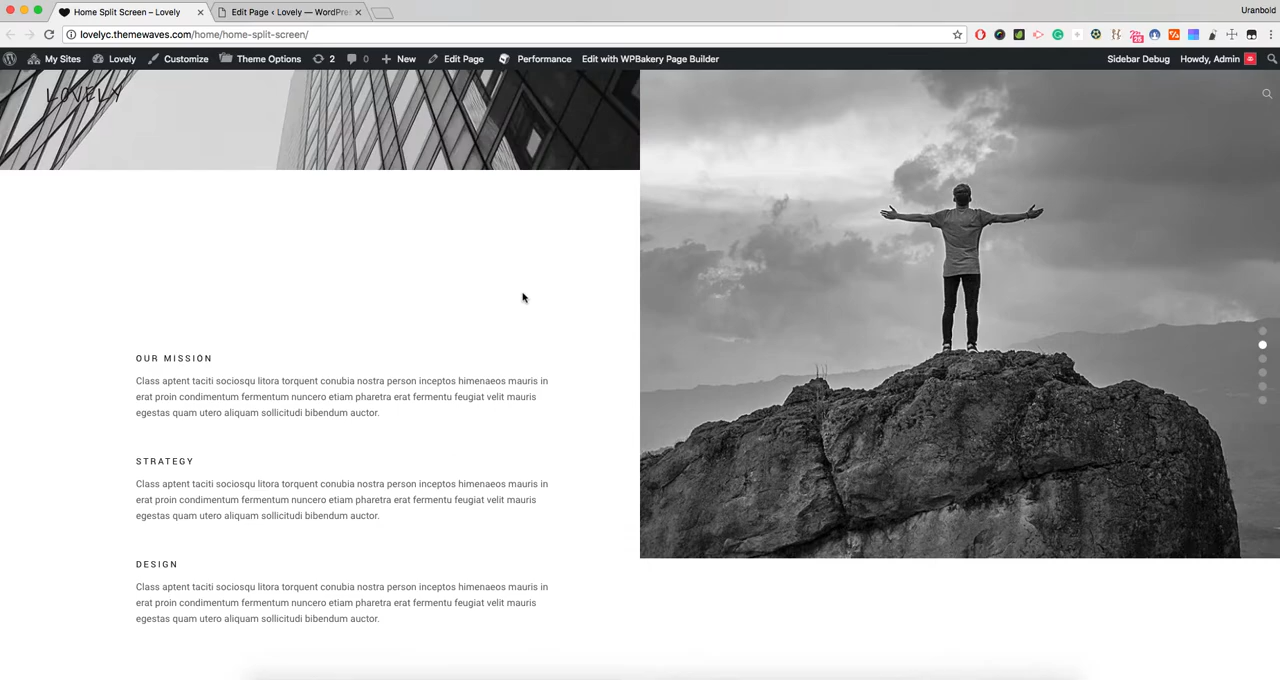 Uranbold
Home Split Screen – Lovely
Edit Page ‹ Lovely — WordPres
lovelyc.themewaves.com/home/home-split-screen/
25
My Sites Lovely Customize Theme Options 2 0 New Edit Page Performance Edit with WPBakery Page Builder Sidebar Debug Howdy, Admin
LOVELY
OUR MISSION
Class aptent taciti sociosqu litora torquent conubia nostra person inceptos himenaeos mauris in
erat proin condimentum fermentum nuncero etiam pharetra erat fermentu feugiat velit mauris
egestas quam utero aliquam sollicitudi bibendum auctor.
STRATEGY
Class aptent taciti sociosqu litora torquent conubia nostra person inceptos himenaeos mauris in
erat proin condimentum fermentum nuncero etiam pharetra erat fermentu feugiat velit mauris
egestas quam utero aliquam sollicitudi bibendum auctor.
DESIGN
Class aptent taciti sociosqu litora torquent conubia nostra person inceptos himenaeos mauris in
erat proin condimentum fermentum nuncero etiam pharetra erat fermentu feugiat velit mauris
egestas quam utero aliquam sollicitudi bibendum auctor.